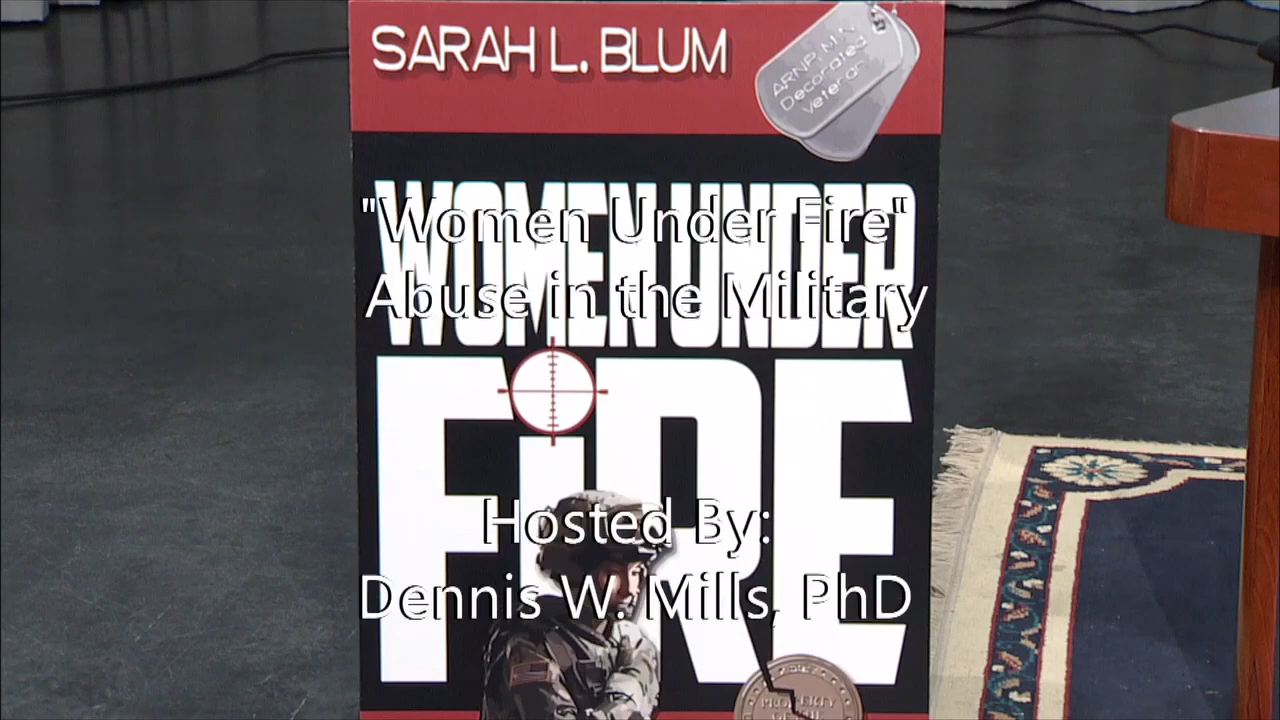 SARAH L. BLUM
ARNP, M.N.
Decorated
Veteran
WOMEN UNDER
FiRE
"Women Under Fire"
Abuse in the Military
Hosted By:
Dennis W. Mills, PhD
PROPERTY